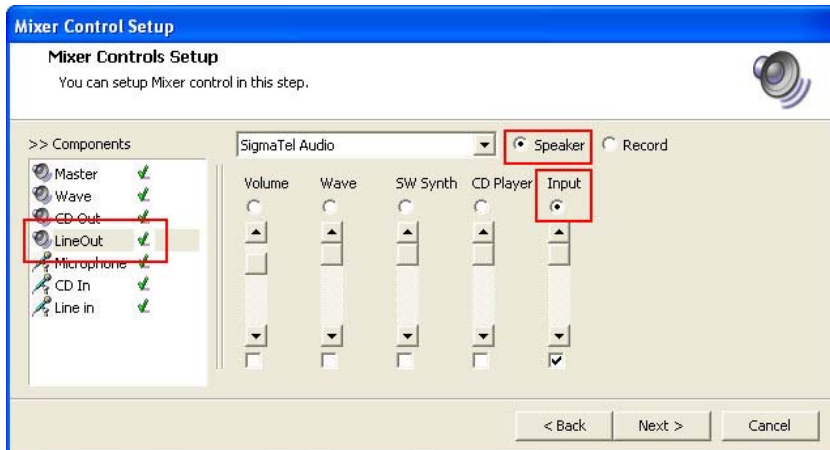 Mixer Control Setup
Mixer Controls Setup
You can setup Mixer control in this step.
>> Components
SigmaTel Audio
Speaker
Record
Master
Wave
CD Out
LineOut
Microphone
CD In
Line in
Volume
Wave
SW Synth
CD Player
Input
< Back
Next >
Cancel